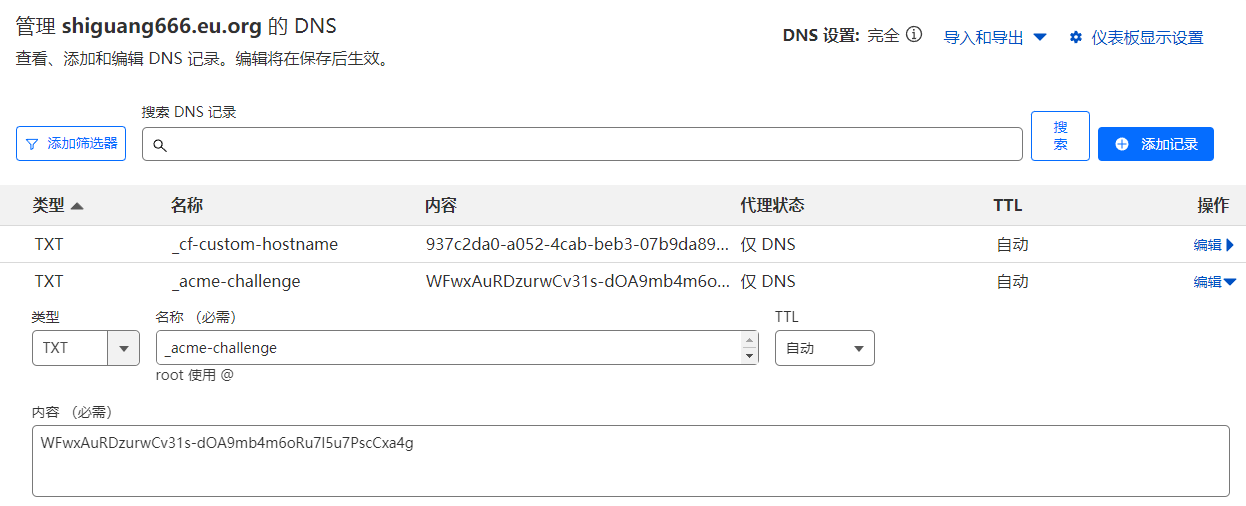 管理 shiguang666.eu.org 的 DNS
DNS 设置: 完全 导入和导出 仪表板显示设置
查看、添加和编辑 DNS 记录。编辑将在保存后生效。
搜索 DNS 记录
添加筛选器
搜
索
添加记录
类型 名称 内容 代理状态 TTL 操作
TXT _cf-custom-hostname 937c2da0-a052-4cab-beb3-07b9da89... 仅 DNS 自动 编辑
TXT _acme-challenge WFwxAuRDzurwCv31s-dOA9mb4m6o... 仅 DNS 自动 编辑
类型 名称 （必需） TTL
TXT _acme-challenge 自动
root 使用 @
内容 （必需）
WFwxAuRDzurwCv31s-dOA9mb4m6oRu7I5u7PscCxa4g